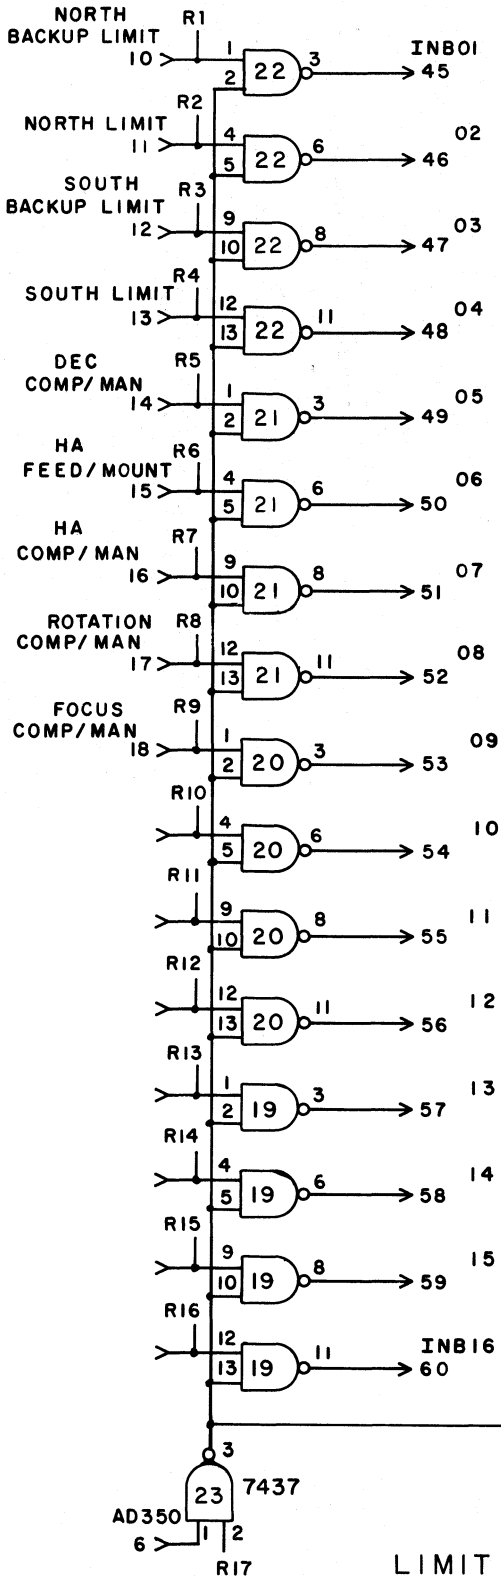 NORTH R1
BACKUP LIMIT 1 3 INB01
10 22 45
2
R2 02
NORTH LIMIT 4 6
11 22 46
5
SOUTH R3 03
BACKUP LIMIT 9 8
12 10 22 47
R4 04
SOUTH LIMIT 12 11
13 13 22 48
DEC R5 05
COMP/MAN 1 3
14 2 21 49
HA R6 06
FEED/MOUNT 4 6
15 5 21 50
HA R7 07
COMP/MAN 9 8
16 10 21 51
ROTATION R8 08
COMP/MAN 12 11
17 13 21 52
FOCUS R9 09
COMP/MAN 1 3
18 2 20 53
R10 10
4 6
5 20 54
R11 11
9 8
10 20 55
R12 12
12 11
13 20 56
R13 13
1 3
2 19 57
R14 14
4 6
5 19 58
R15 15
9 8
10 19 59
R16 INB16
12 11
13 19 60
3
23 7437
AD350
6 1 2
R17
LIMIT